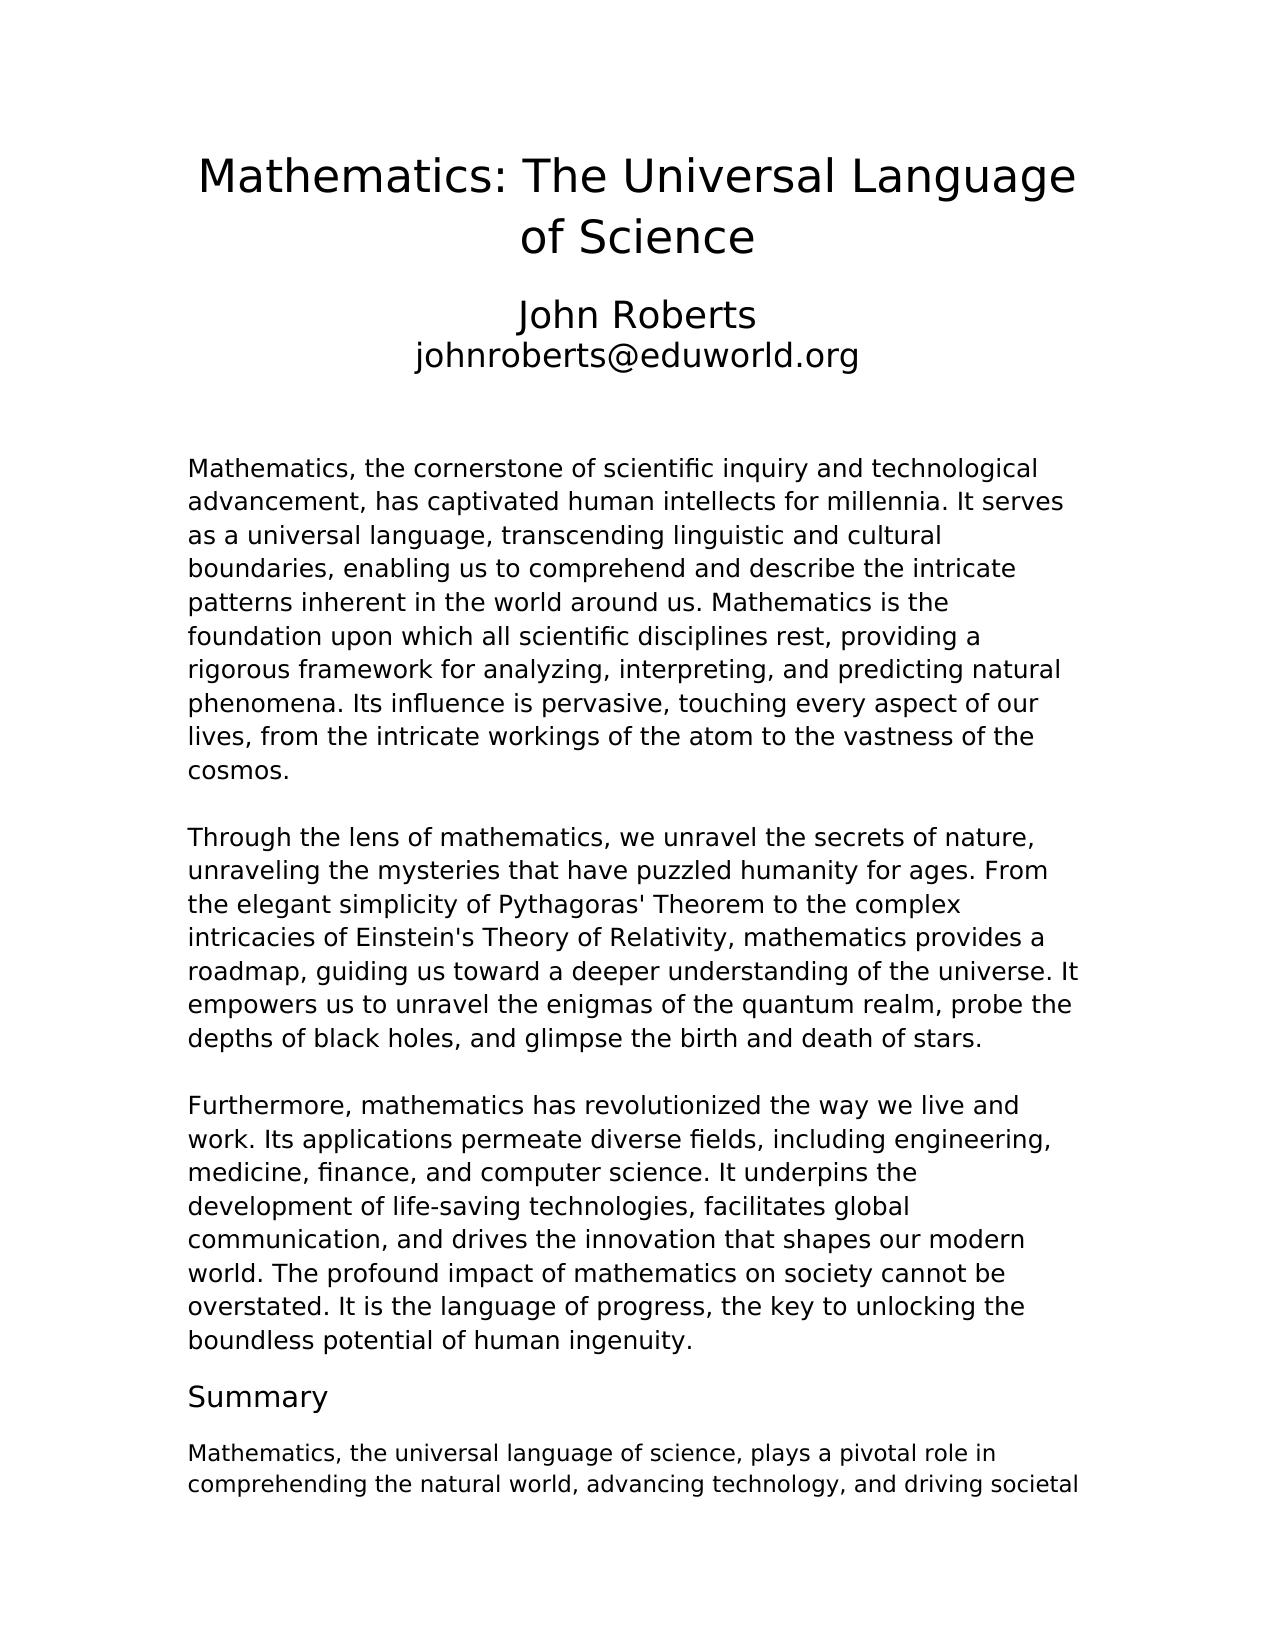 Mathematics: The Universal Language
of Science
John Roberts
johnroberts@eduworld.org
Mathematics, the cornerstone of scientific inquiry and technological
advancement, has captivated human intellects for millennia. It serves
as a universal language, transcending linguistic and cultural
boundaries, enabling us to comprehend and describe the intricate
patterns inherent in the world around us. Mathematics is the
foundation upon which all scientific disciplines rest, providing a
rigorous framework for analyzing, interpreting, and predicting natural
phenomena. Its influence is pervasive, touching every aspect of our
lives, from the intricate workings of the atom to the vastness of the
cosmos.
Through the lens of mathematics, we unravel the secrets of nature,
unraveling the mysteries that have puzzled humanity for ages. From
the elegant simplicity of Pythagoras' Theorem to the complex
intricacies of Einstein's Theory of Relativity, mathematics provides a
roadmap, guiding us toward a deeper understanding of the universe. It
empowers us to unravel the enigmas of the quantum realm, probe the
depths of black holes, and glimpse the birth and death of stars.
Furthermore, mathematics has revolutionized the way we live and
work. Its applications permeate diverse fields, including engineering,
medicine, finance, and computer science. It underpins the
development of life-saving technologies, facilitates global
communication, and drives the innovation that shapes our modern
world. The profound impact of mathematics on society cannot be
overstated. It is the language of progress, the key to unlocking the
boundless potential of human ingenuity.
Summary
Mathematics, the universal language of science, plays a pivotal role in
comprehending the natural world, advancing technology, and driving societal